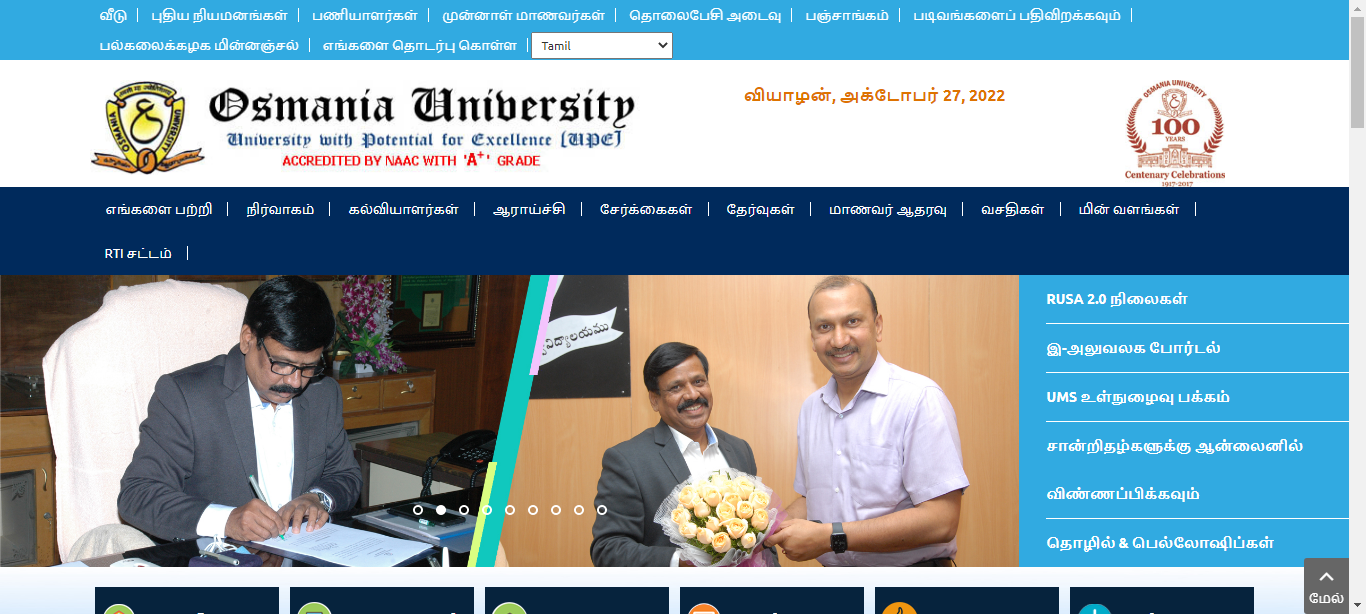 வீடு புதிய நியமனங்கள் பணியாளர்கள் முன்னாள் மாணவர்கள் தொலைபேசி அடைவு பஞ்சாங்கம் படிவங்களைப் பதிவிறக்கவும்
பல்கலைக்கழக மின்னஞ்சல் எங்களை தொடர்பு கொள்ள Tamil
Osmania University
University with Potential for Excellence [UPE]
ACCREDITED BY NAAC WITH 'A+' GRADE
வியாழன், அக்டோபர் 27, 2022
OSMANIA UNIVERSITY
100
YEARS
Centenary Celebrations
1917-2017
OSMANIA UNIVERSITY
எங்களை பற்றி நிர்வாகம் கல்வியாளர்கள் ஆராய்ச்சி சேர்க்கைகள் தேர்வுகள் மாணவர் ஆதரவு வசதிகள் மின் வளங்கள்
RTI சட்டம்
RUSA 2.0 நிலைகள்
இ-அலுவலக போர்டல்
UMS உள்நுழைவு பக்கம்
சான்றிதழ்களுக்கு ஆன்லைனில்
விண்ணப்பிக்கவும்
தொழில் & பெல்லோஷிப்கள்
மேல்